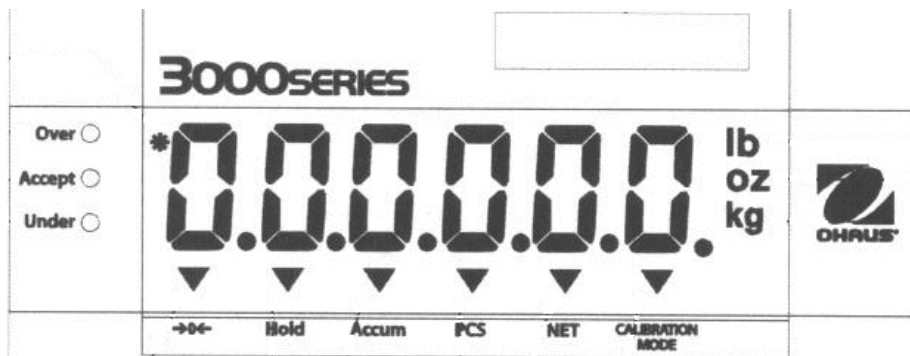 3000SERIES
Over
Accept
Under
*0.0.0.0.0.0.
lb
oz
kg
OHAUS
→0←
Hold
Accum
PCS
NET
CALIBRATION
MODE